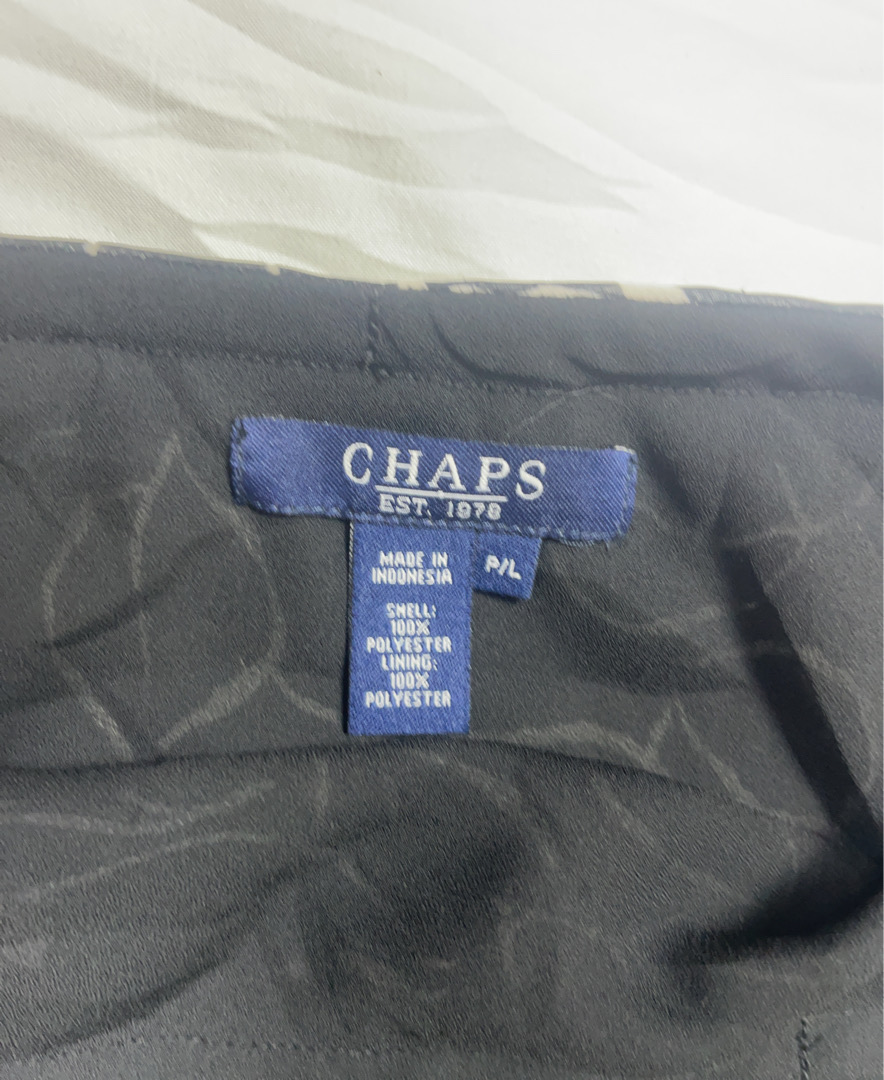 CHAPS
EST. 1978
MADE IN
INDONESIA
P/L
SHELL:
100%
POLYESTER
LINING:
100%
POLYESTER